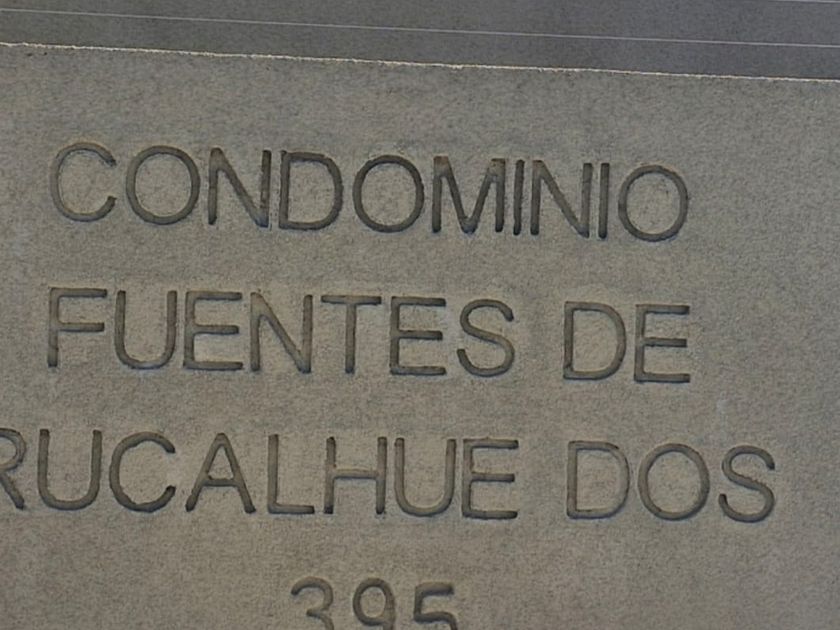 CONDOMINIO
FUENTES DE
RUCALHUE DOS
395